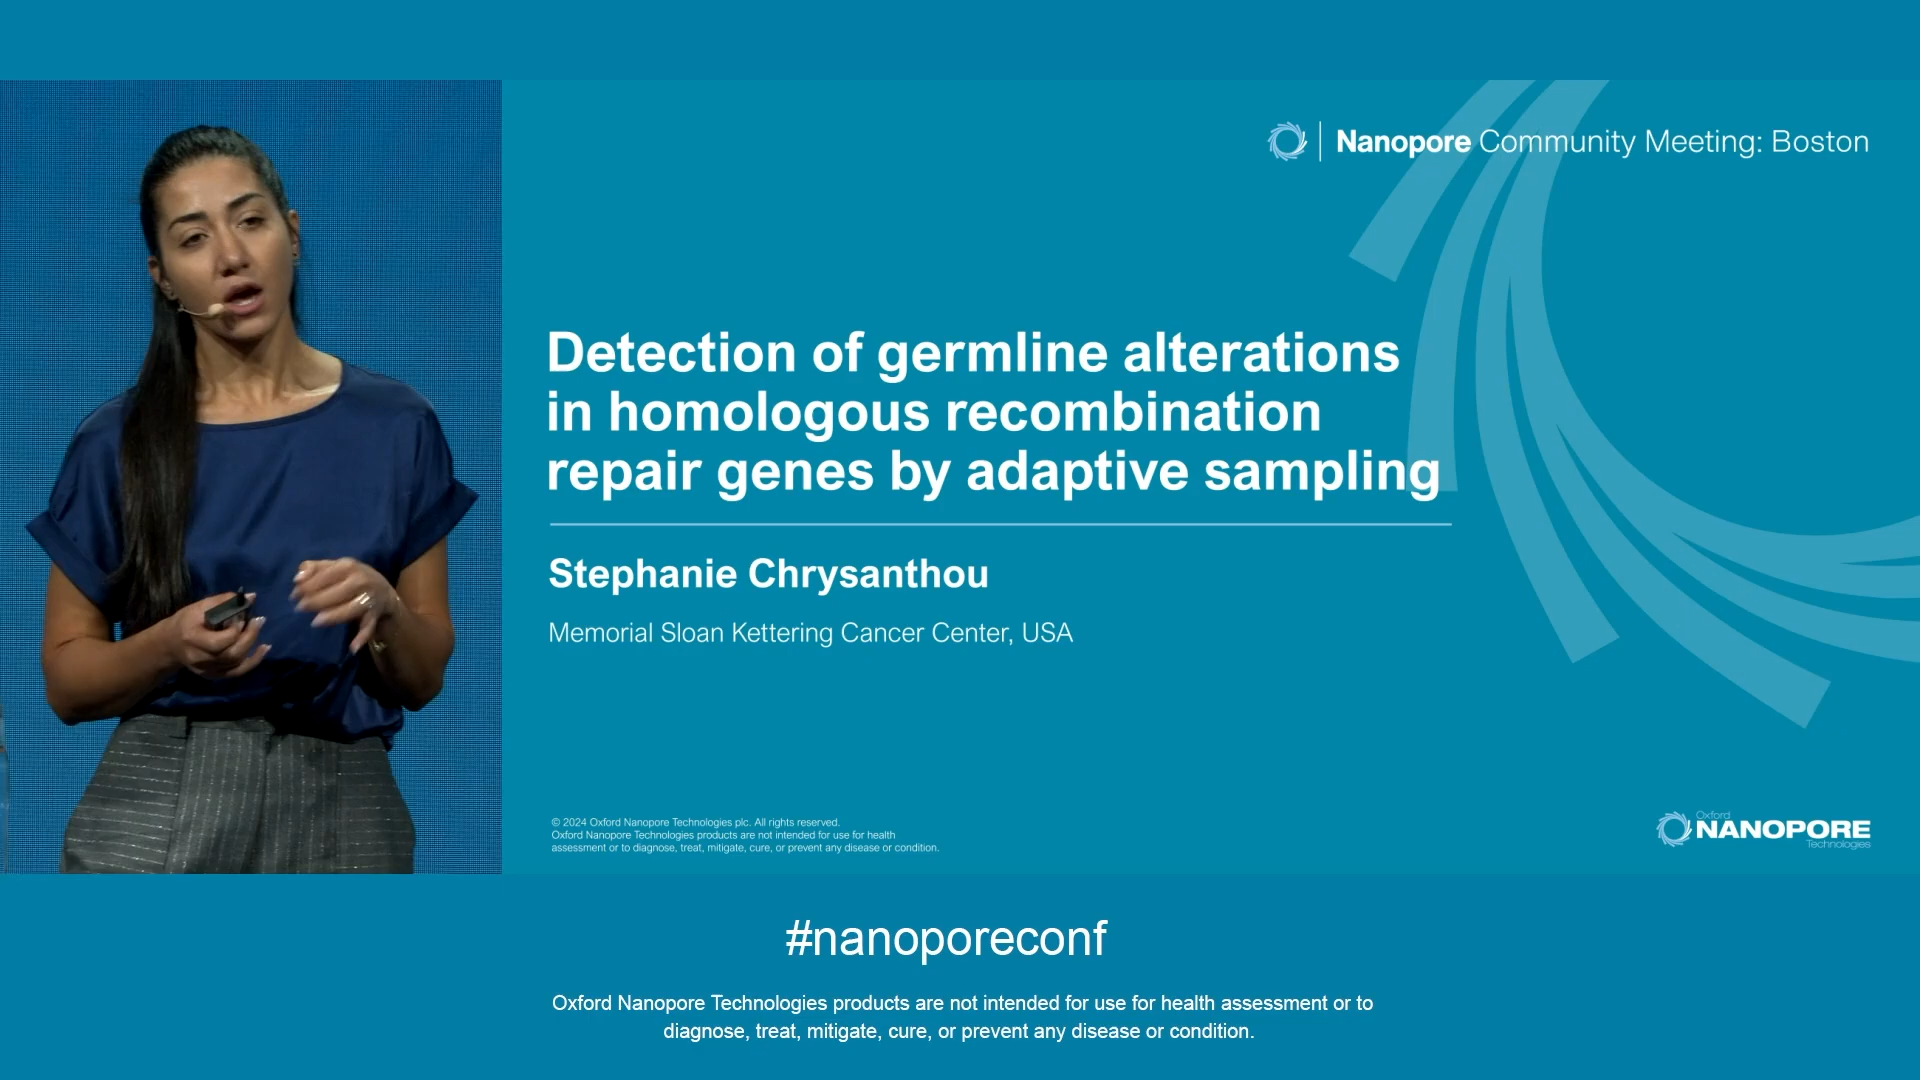 Nanopore Community Meeting: Boston
Detection of germline alterations
in homologous recombination
repair genes by adaptive sampling
Stephanie Chrysanthou
Memorial Sloan Kettering Cancer Center, USA
© 2024 Oxford Nanopore Technologies plc. All rights reserved.
Oxford Nanopore Technologies products are not intended for use for health
assessment or to diagnose, treat, mitigate, cure, or prevent any disease or condition.
Oxford
NANOPORE
Technologies
#nanoporeconf
Oxford Nanopore Technologies products are not intended for use for health assessment or to
diagnose, treat, mitigate, cure, or prevent any disease or condition.